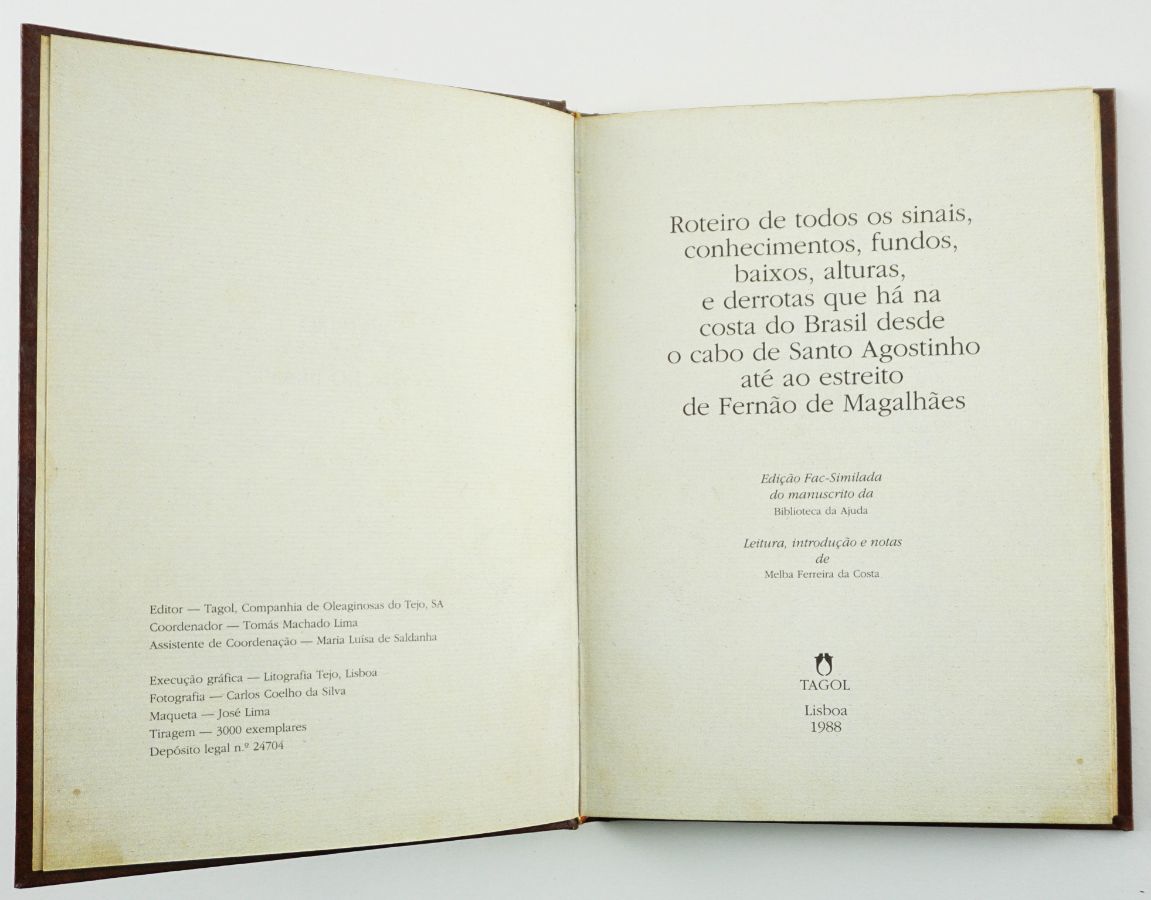 Editor — Tagol, Companhia de Oleaginosas do Tejo, SA
Coordenador — Tomás Machado Lima
Assistente de Coordenação — Maria Luísa de Saldanha
Execução gráfica — Litografia Tejo, Lisboa
Fotografia — Carlos Coelho da Silva
Maqueta — José Lima
Tiragem — 3000 exemplares
Depósito legal n.º 24704
Roteiro de todos os sinais,
conhecimentos, fundos,
baixos, alturas,
e derrotas que há na
costa do Brasil desde
o cabo de Santo Agostinho
até ao estreito
de Fernão de Magalhães
Edição Fac-Similada
do manuscrito da
Biblioteca da Ajuda
Leitura, introdução e notas
de
Melba Ferreira da Costa
TAGOL
Lisboa
1988